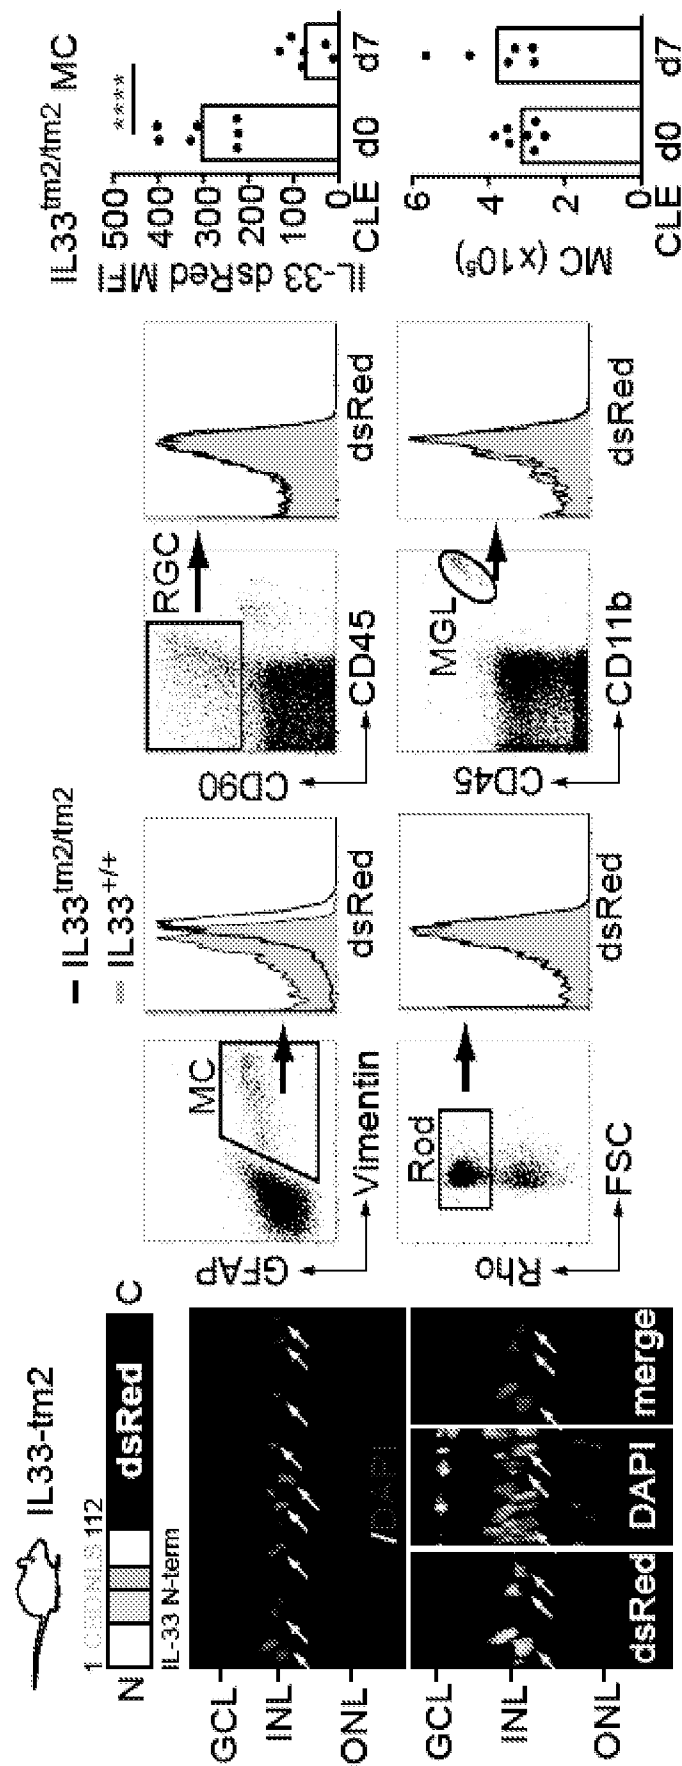 IL33-tm2
1 CBD NLS 112
N dsRed C
IL-33 N-term
GCL
INL
ONL
/DAPI
GCL
INL
ONL
dsRed DAPI merge
IL33tm2/tm2
IL33+/+
MC
GFAP
Vimentin
dsRed
RGC
CD90
CD45
dsRed
Rod
Rho
FSC
dsRed
MGL
CD45
CD11b
dsRed
IL33tm2/tm2 MC
****
IL-33 dsRed MFI
500
400
300
200
100
0
CLE d0 d7
MC (x10⁵)
6
4
2
0
CLE d0 d7